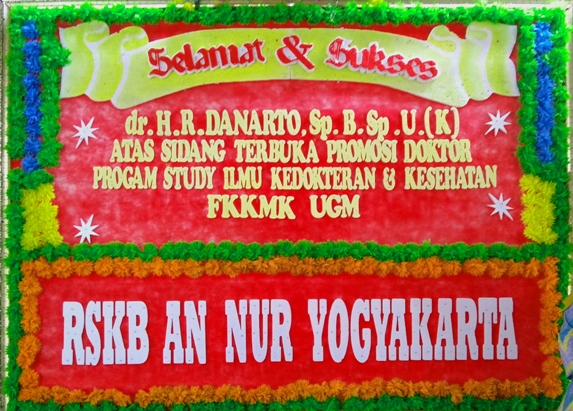 Selamat & Sukses
dr. H. R. DANARTO, Sp. B. Sp. U. (K)
ATAS SIDANG TERBUKA PROMOSI DOKTOR
PROGAM STUDY ILMU KEDOKTERAN & KESEHATAN
FKKMK UGM
RSKB AN NUR YOGYAKARTA